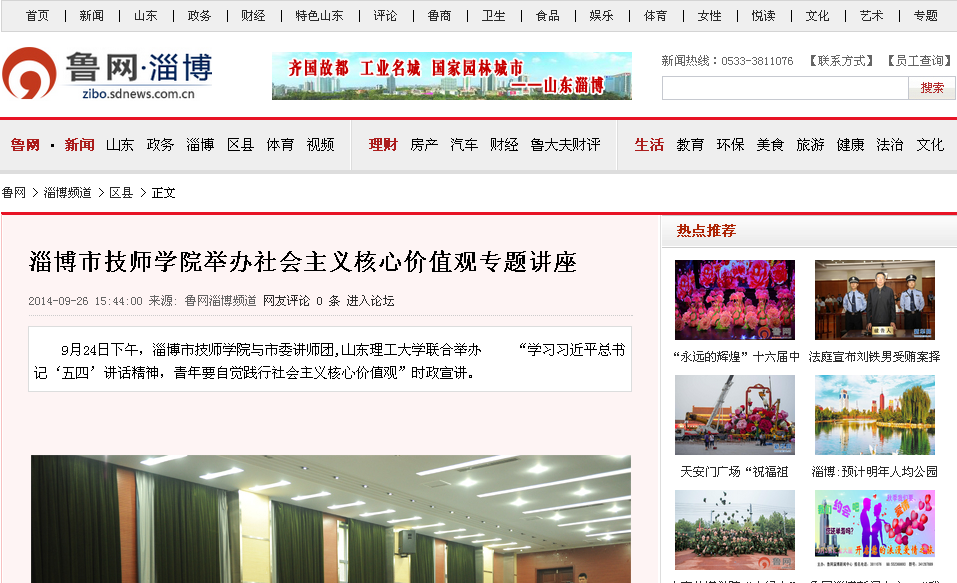 首页 | 新闻 | 山东 | 政务 | 财经 | 特色山东 | 评论 | 鲁商 | 卫生 | 食品 | 娱乐 | 体育 | 女性 | 悦读 | 文化 | 艺术 | 专题
鲁网·淄博
zibo.sdnews.com.cn
齐国故都 工业名城 国家园林城市
——山东淄博
新闻热线：0533-3811076 【联系方式】 【员工查询】
搜索
鲁网 · 新闻 山东 政务 淄博 区县 体育 视频 理财 房产 汽车 财经 鲁大夫财评 生活 教育 环保 美食 旅游 健康 法治 文化
鲁网 > 淄博频道 > 区县 > 正文
淄博市技师学院举办社会主义核心价值观专题讲座
2014-09-26 15:44:00 来源： 鲁网淄博频道 网友评论 0 条 进入论坛
9月24日下午，淄博市技师学院与市委讲师团,山东理工大学联合举办 “学习习近平总书
记‘五四’讲话精神，青年要自觉践行社会主义核心价值观”时政宣讲。
热点推荐
“永远的辉煌”十六届中
法庭宣布刘铁男受贿案择
天安门广场“祝福祖
淄博:预计明年人均公园